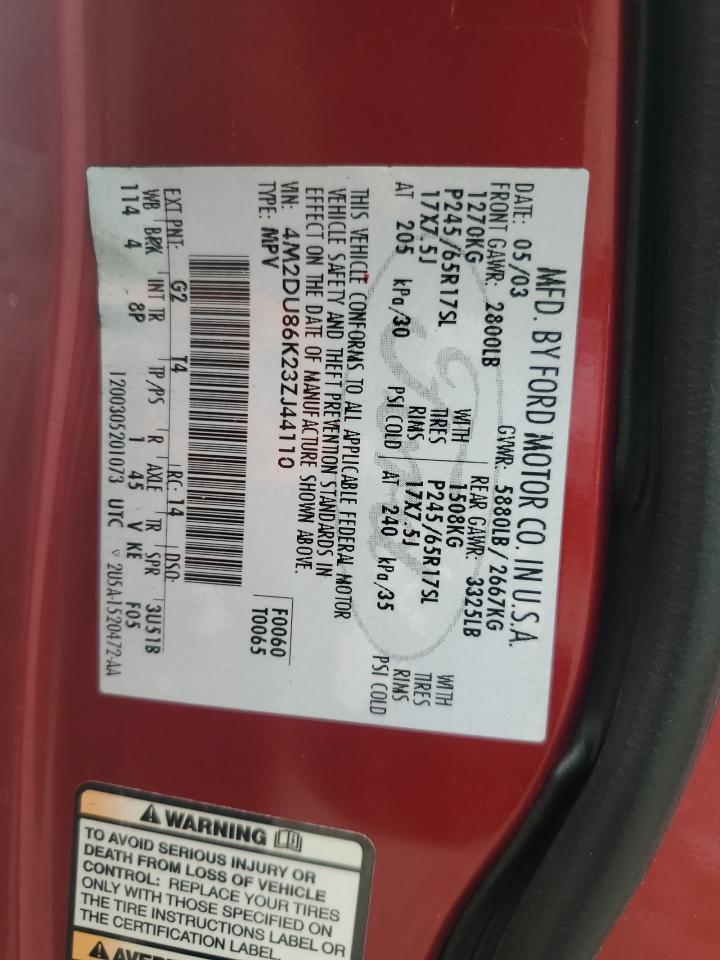 MFD. BY FORD MOTOR CO. IN U.S.A.
DATE: 05/03 GVWR: 5880LB/2667KG
FRONT GAWR: 2800LB REAR GAWR: 3325LB
1270KG WITH 1508KG WITH
P245/65R17SL TIRES P245/65R17SL TIRES
17X7.5J RIMS 17X7.5J RIMS
AT 205 kPa/30 PSI COLD AT 240 kPa/35 PSI COLD
THIS VEHICLE CONFORMS TO ALL APPLICABLE FEDERAL MOTOR
VEHICLE SAFETY AND THEFT PREVENTION STANDARDS IN
EFFECT ON THE DATE OF MANUFACTURE SHOWN ABOVE.
VIN: 4M2DU86K23ZJ44110 F0060
TYPE: MPV T0065
EXT PNT: G2 T4 RC: 14 DSO:
WB BRK INT TR TP/PS R AXLE TR SPR 3U5TB
114 4 8P 1 45 V KE F05
1200305201073 UTC ▽ 2U5A-1520472-AA
⚠ WARNING
TO AVOID SERIOUS INJURY OR
DEATH FROM LOSS OF VEHICLE
CONTROL: REPLACE YOUR TIRES
ONLY WITH THOSE SPECIFIED ON
THE TIRE INSTRUCTIONS LABEL OR
THE CERTIFICATION LABEL.